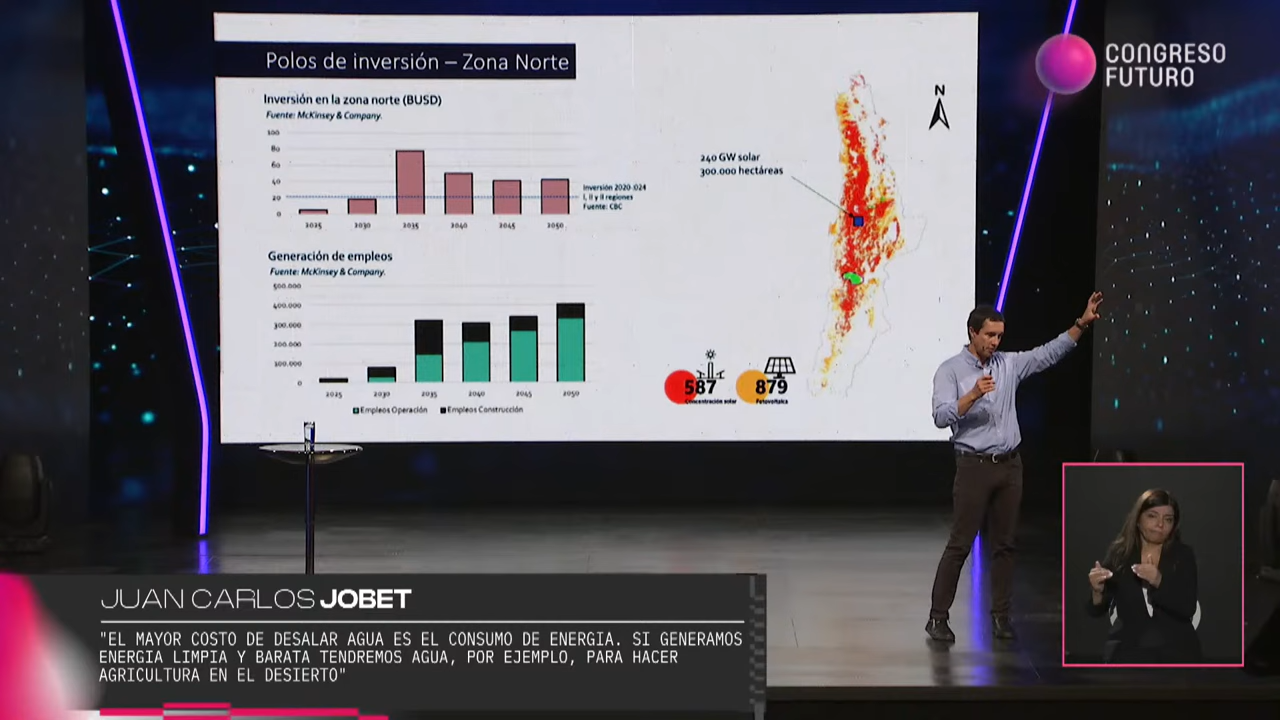 Polos de inversión – Zona Norte
CONGRESO
FUTURO
Inversión en la zona norte (BUSD)
Fuente: McKinsey & Company.
100
80
60
40
20
0
2025 2030 2035 2040 2045 2050
Inversión 2020-024
I, II y II regiones
Fuente: CBC
Generación de empleos
Fuente: McKinsey & Company.
500.000
400.000
300.000
200.000
100.000
0
2025 2030 2035 2040 2045 2050
Empleos Operación Empleos Construcción
N
240 GW solar
300.000 hectáreas
587
Concentración solar
879
Fotovoltaica
JUAN CARLOS JOBET
"EL MAYOR COSTO DE DESALAR AGUA ES EL CONSUMO DE ENERGIA. SI GENERAMOS
ENERGIA LIMPIA Y BARATA TENDREMOS AGUA, POR EJEMPLO, PARA HACER
AGRICULTURA EN EL DESIERTO"